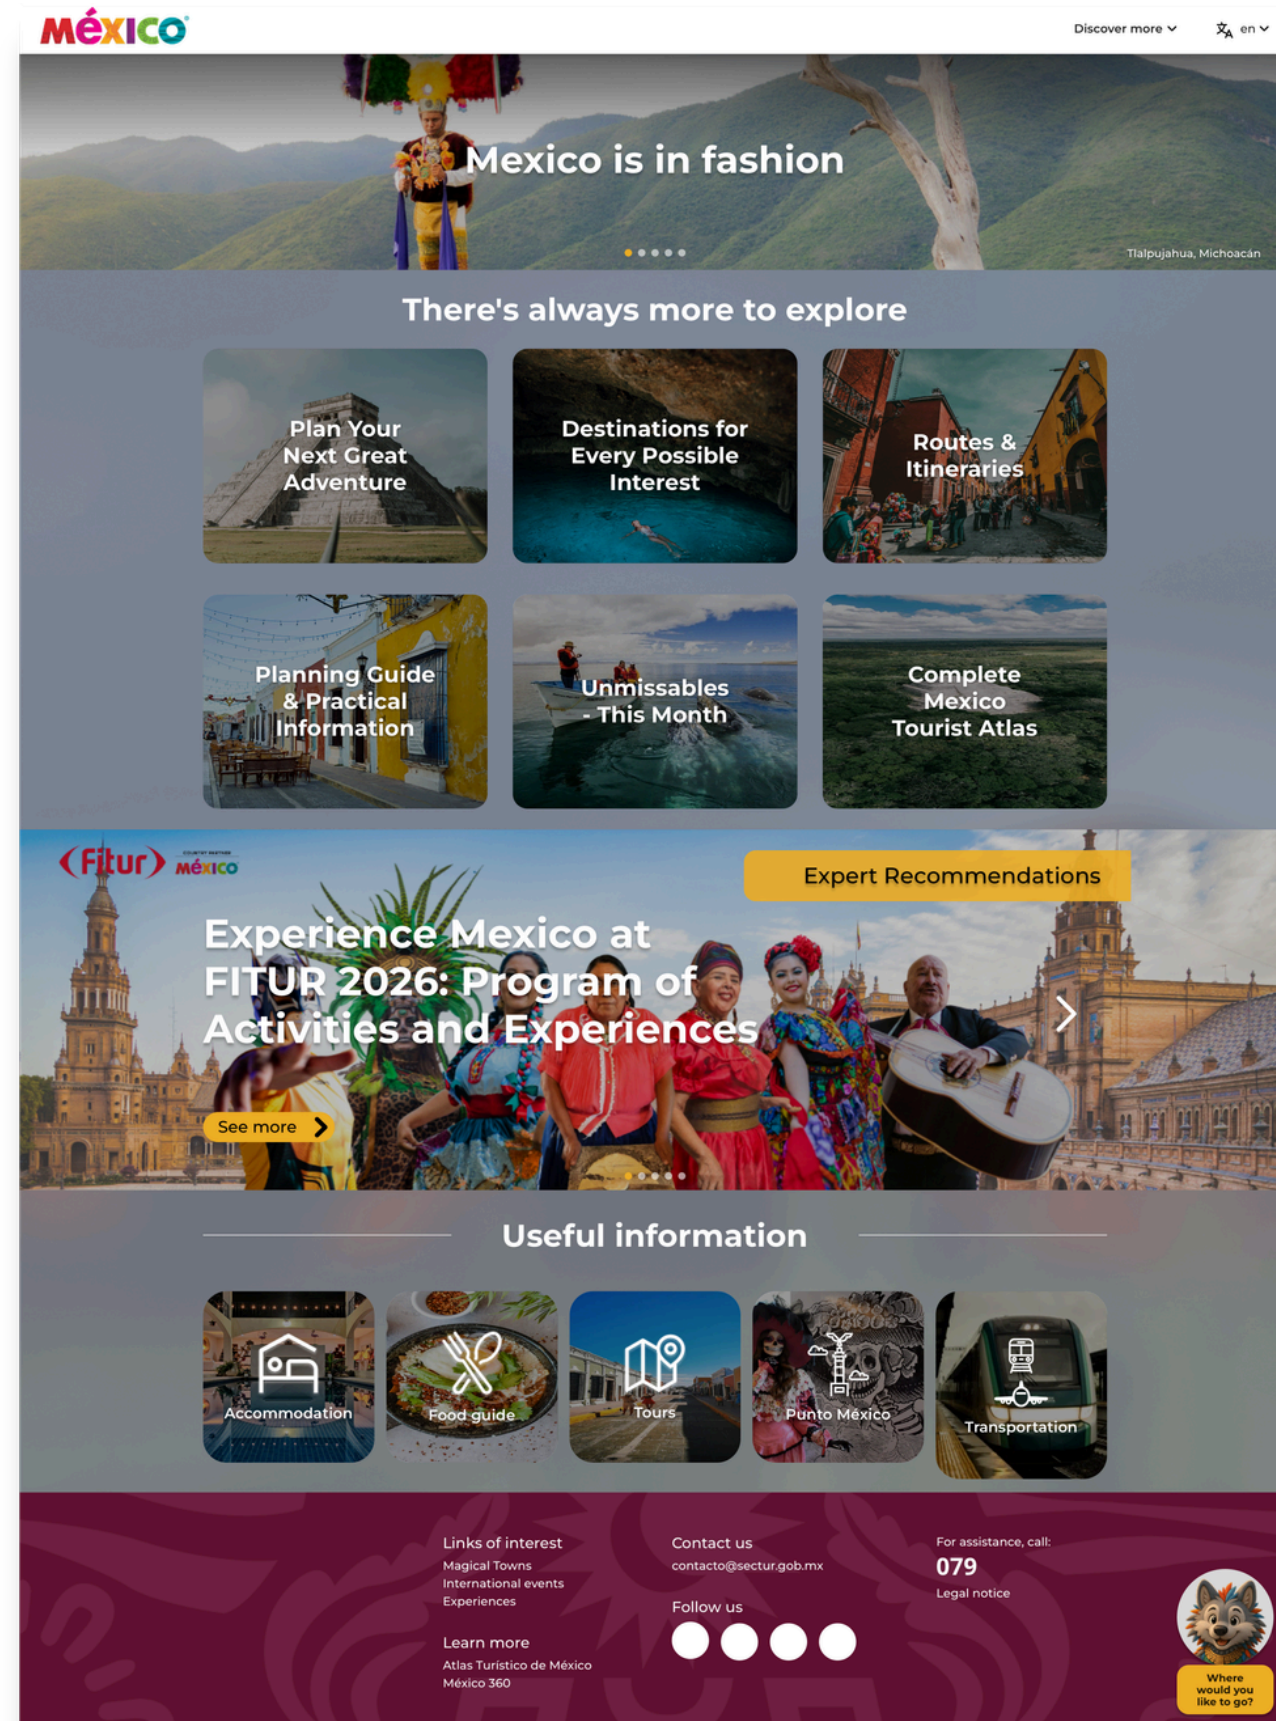 México
Discover more
en
Mexico is in fashion
Tlalpujahua, Michoacán
There's always more to explore
Plan Your
Next Great
Adventure
Destinations for
Every Possible
Interest
Routes &
Itineraries
Planning Guide
& Practical
Information
Unmissables
- This Month
Complete
Mexico
Tourist Atlas
Fitur
COUNTRY PARTNER
México
Expert Recommendations
Experience Mexico at
FITUR 2026: Program of
Activities and Experiences
See more
Useful information
Accommodation
Food guide
Tours
Punto México
Transportation
Links of interest
Magical Towns
International events
Experiences
Learn more
Atlas Turístico de México
México 360
Contact us
contacto@sectur.gob.mx
Follow us
For assistance, call:
079
Legal notice
Where
would you
like to go?